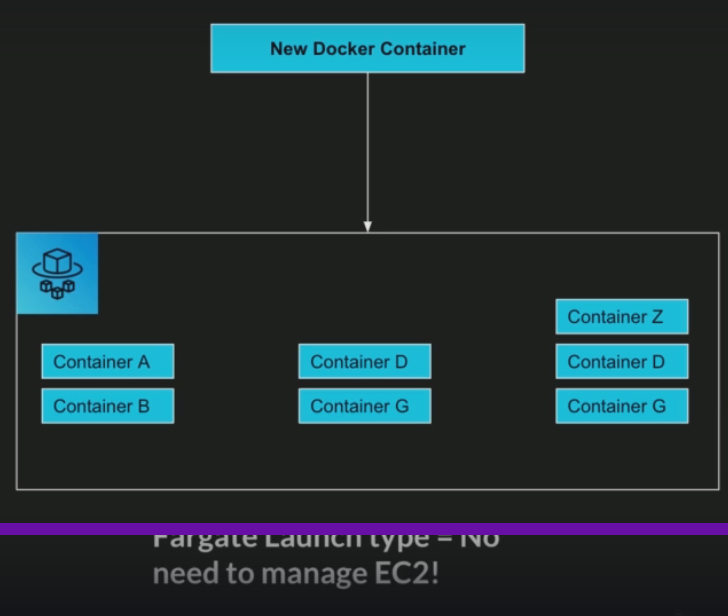 New Docker Container
Container Z
Container A
Container D
Container D
Container B
Container G
Container G
Fargate Launch type = No
need to manage EC2!